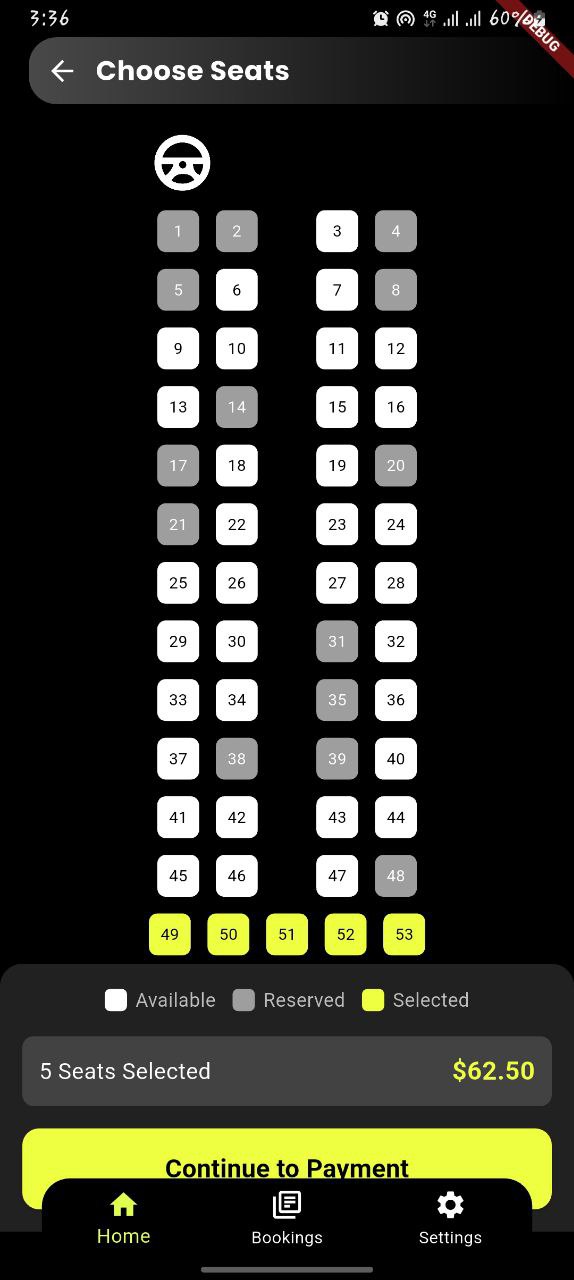 3:36 4G 60%
DEBUG
Choose Seats
1 2 3 4
5 6 7 8
9 10 11 12
13 14 15 16
17 18 19 20
21 22 23 24
25 26 27 28
29 30 31 32
33 34 35 36
37 38 39 40
41 42 43 44
45 46 47 48
49 50 51 52 53
Available Reserved Selected
5 Seats Selected $62.50
Continue to Payment
Home Bookings Settings